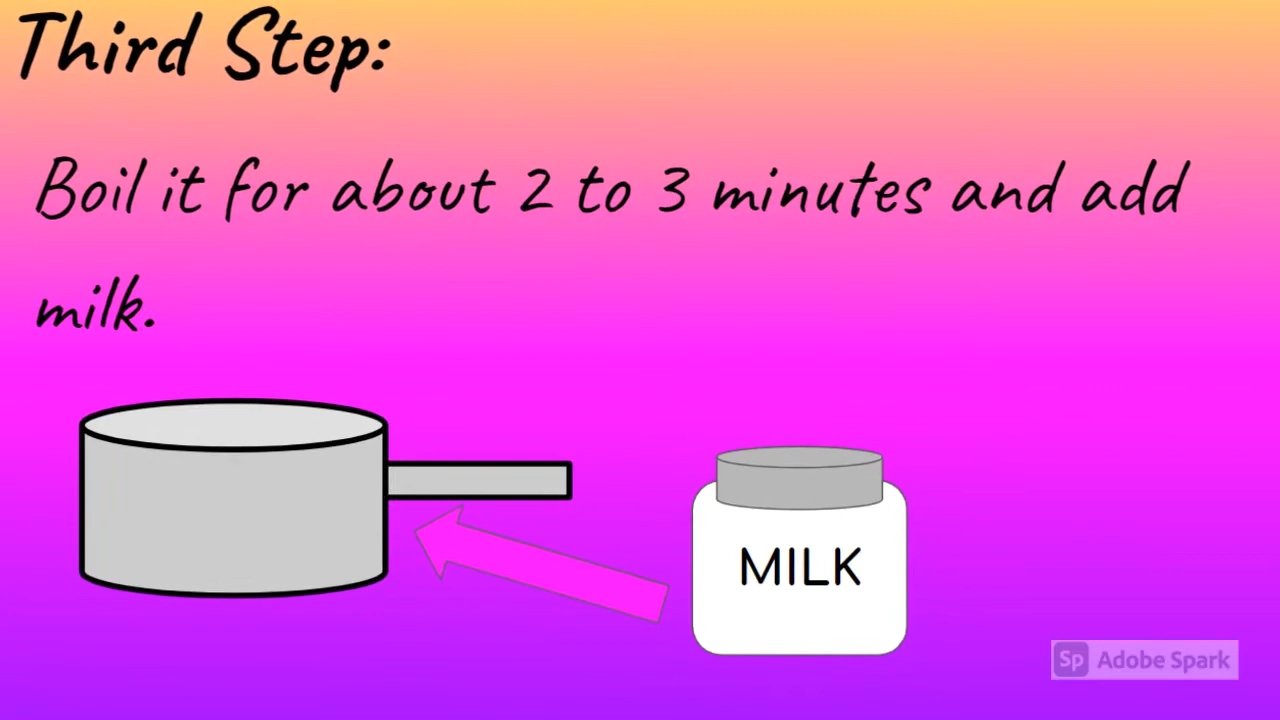 Third Step:
Boil it for about 2 to 3 minutes and add
milk.
MILK
Sp Adobe Spark